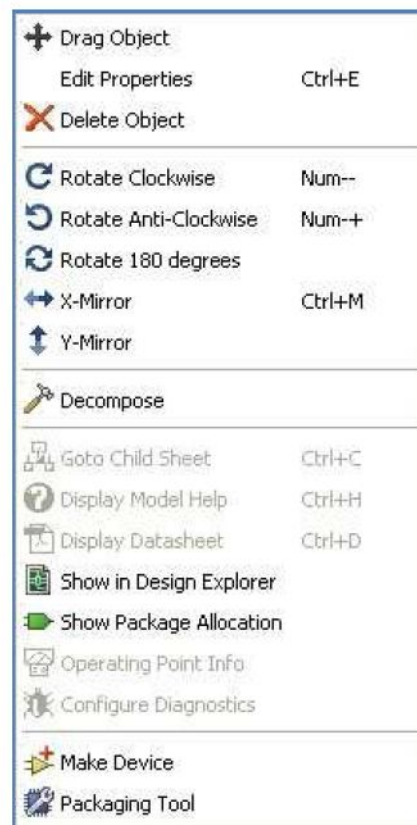 Drag Object
Edit Properties Ctrl+E
Delete Object
Rotate Clockwise Num--
Rotate Anti-Clockwise Num-+
Rotate 180 degrees
X-Mirror Ctrl+M
Y-Mirror
Decompose
Goto Child Sheet Ctrl+C
Display Model Help Ctrl+H
Display Datasheet Ctrl+D
Show in Design Explorer
Show Package Allocation
Operating Point Info
Configure Diagnostics
Make Device
Packaging Tool